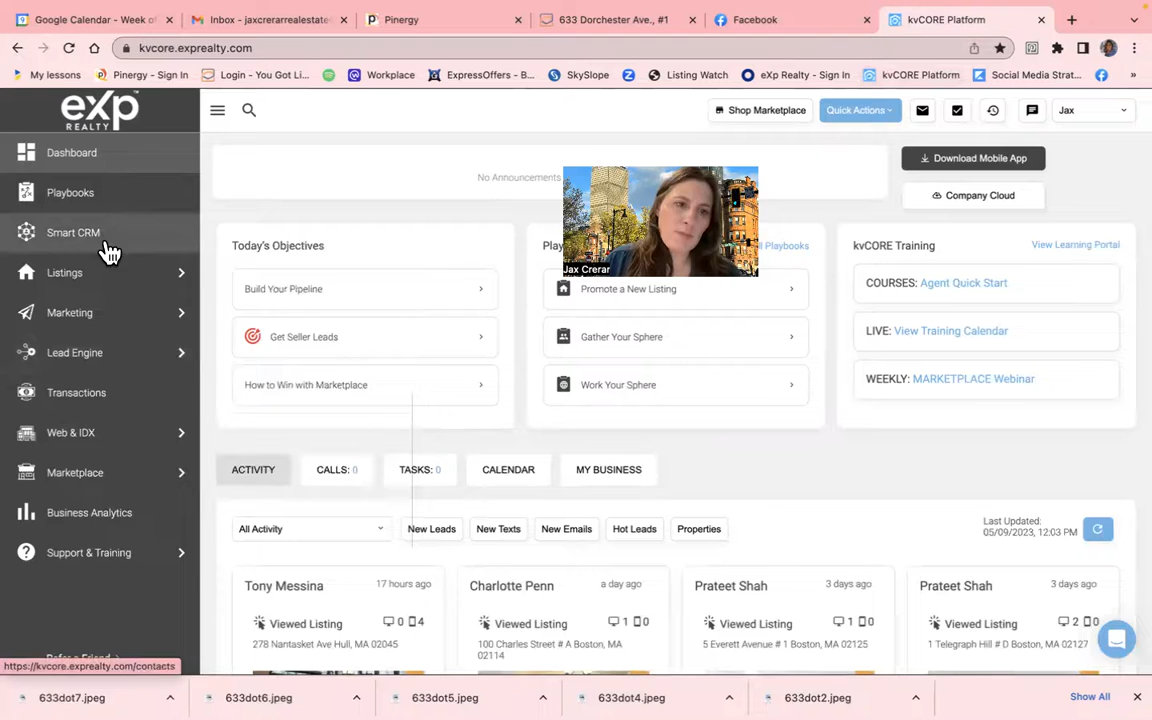 Google Calendar - Week of
Inbox - jaxcrerarrealestate
Pinergy
633 Dorchester Ave., #1
Facebook
kvCORE Platform
kvcore.exprealty.com
My lessons
Pinergy - Sign In
Login - You Got Li...
Workplace
ExpressOffers - B...
SkySlope
Listing Watch
eXp Realty - Sign In
kvCORE Platform
Social Media Strat...
eXp
REALTY
Shop Marketplace
Quick Actions
Jax
Dashboard
Playbooks
Smart CRM
Listings
Marketing
Lead Engine
Transactions
Web & IDX
Marketplace
Business Analytics
Support & Training
Refer a Friend
https://kvcore.exprealty.com/contacts
No Announcements
Download Mobile App
Company Cloud
Jax Crerar
Today's Objectives
Build Your Pipeline
Get Seller Leads
How to Win with Marketplace
Playbooks
Promote a New Listing
Gather Your Sphere
Work Your Sphere
kvCORE Training
View Learning Portal
COURSES: Agent Quick Start
LIVE: View Training Calendar
WEEKLY: MARKETPLACE Webinar
ACTIVITY
CALLS: 0
TASKS: 0
CALENDAR
MY BUSINESS
All Activity
New Leads
New Texts
New Emails
Hot Leads
Properties
Last Updated:
05/09/2023, 12:03 PM
Tony Messina
17 hours ago
Viewed Listing
0 4
278 Nantasket Ave Hull, MA 02045
Charlotte Penn
a day ago
Viewed Listing
1 0
100 Charles Street # A Boston, MA
02114
Prateet Shah
3 days ago
Viewed Listing
1 0
5 Everett Avenue # 1 Boston, MA 02125
Prateet Shah
3 days ago
Viewed Listing
2 0
1 Telegraph Hill # D Boston, MA 02127
633dot7.jpeg
633dot6.jpeg
633dot5.jpeg
633dot4.jpeg
633dot2.jpeg
Show All